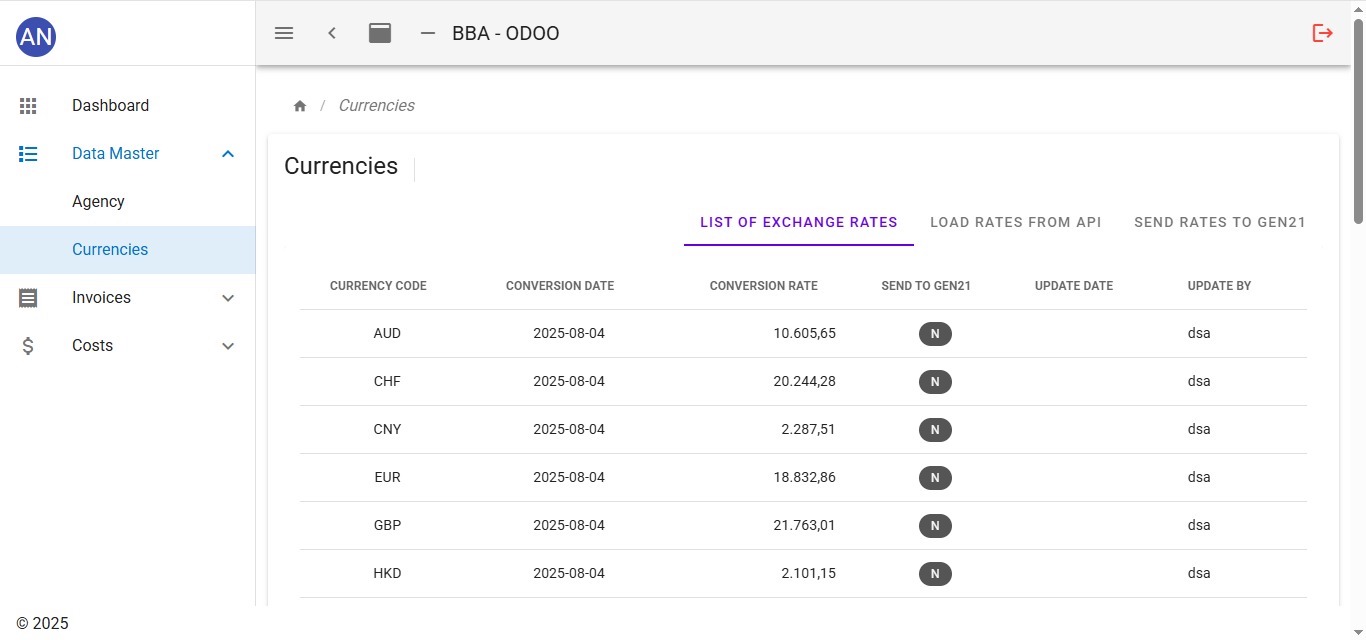 AN
BBA - ODOO
Dashboard
Data Master
Agency
Currencies
Invoices
Costs
/ Currencies
Currencies
LIST OF EXCHANGE RATES LOAD RATES FROM API SEND RATES TO GEN21
CURRENCY CODE CONVERSION DATE CONVERSION RATE SEND TO GEN21 UPDATE DATE UPDATE BY
AUD 2025-08-04 10.605,65 N dsa
CHF 2025-08-04 20.244,28 N dsa
CNY 2025-08-04 2.287,51 N dsa
EUR 2025-08-04 18.832,86 N dsa
GBP 2025-08-04 21.763,01 N dsa
HKD 2025-08-04 2.101,15 N dsa
© 2025